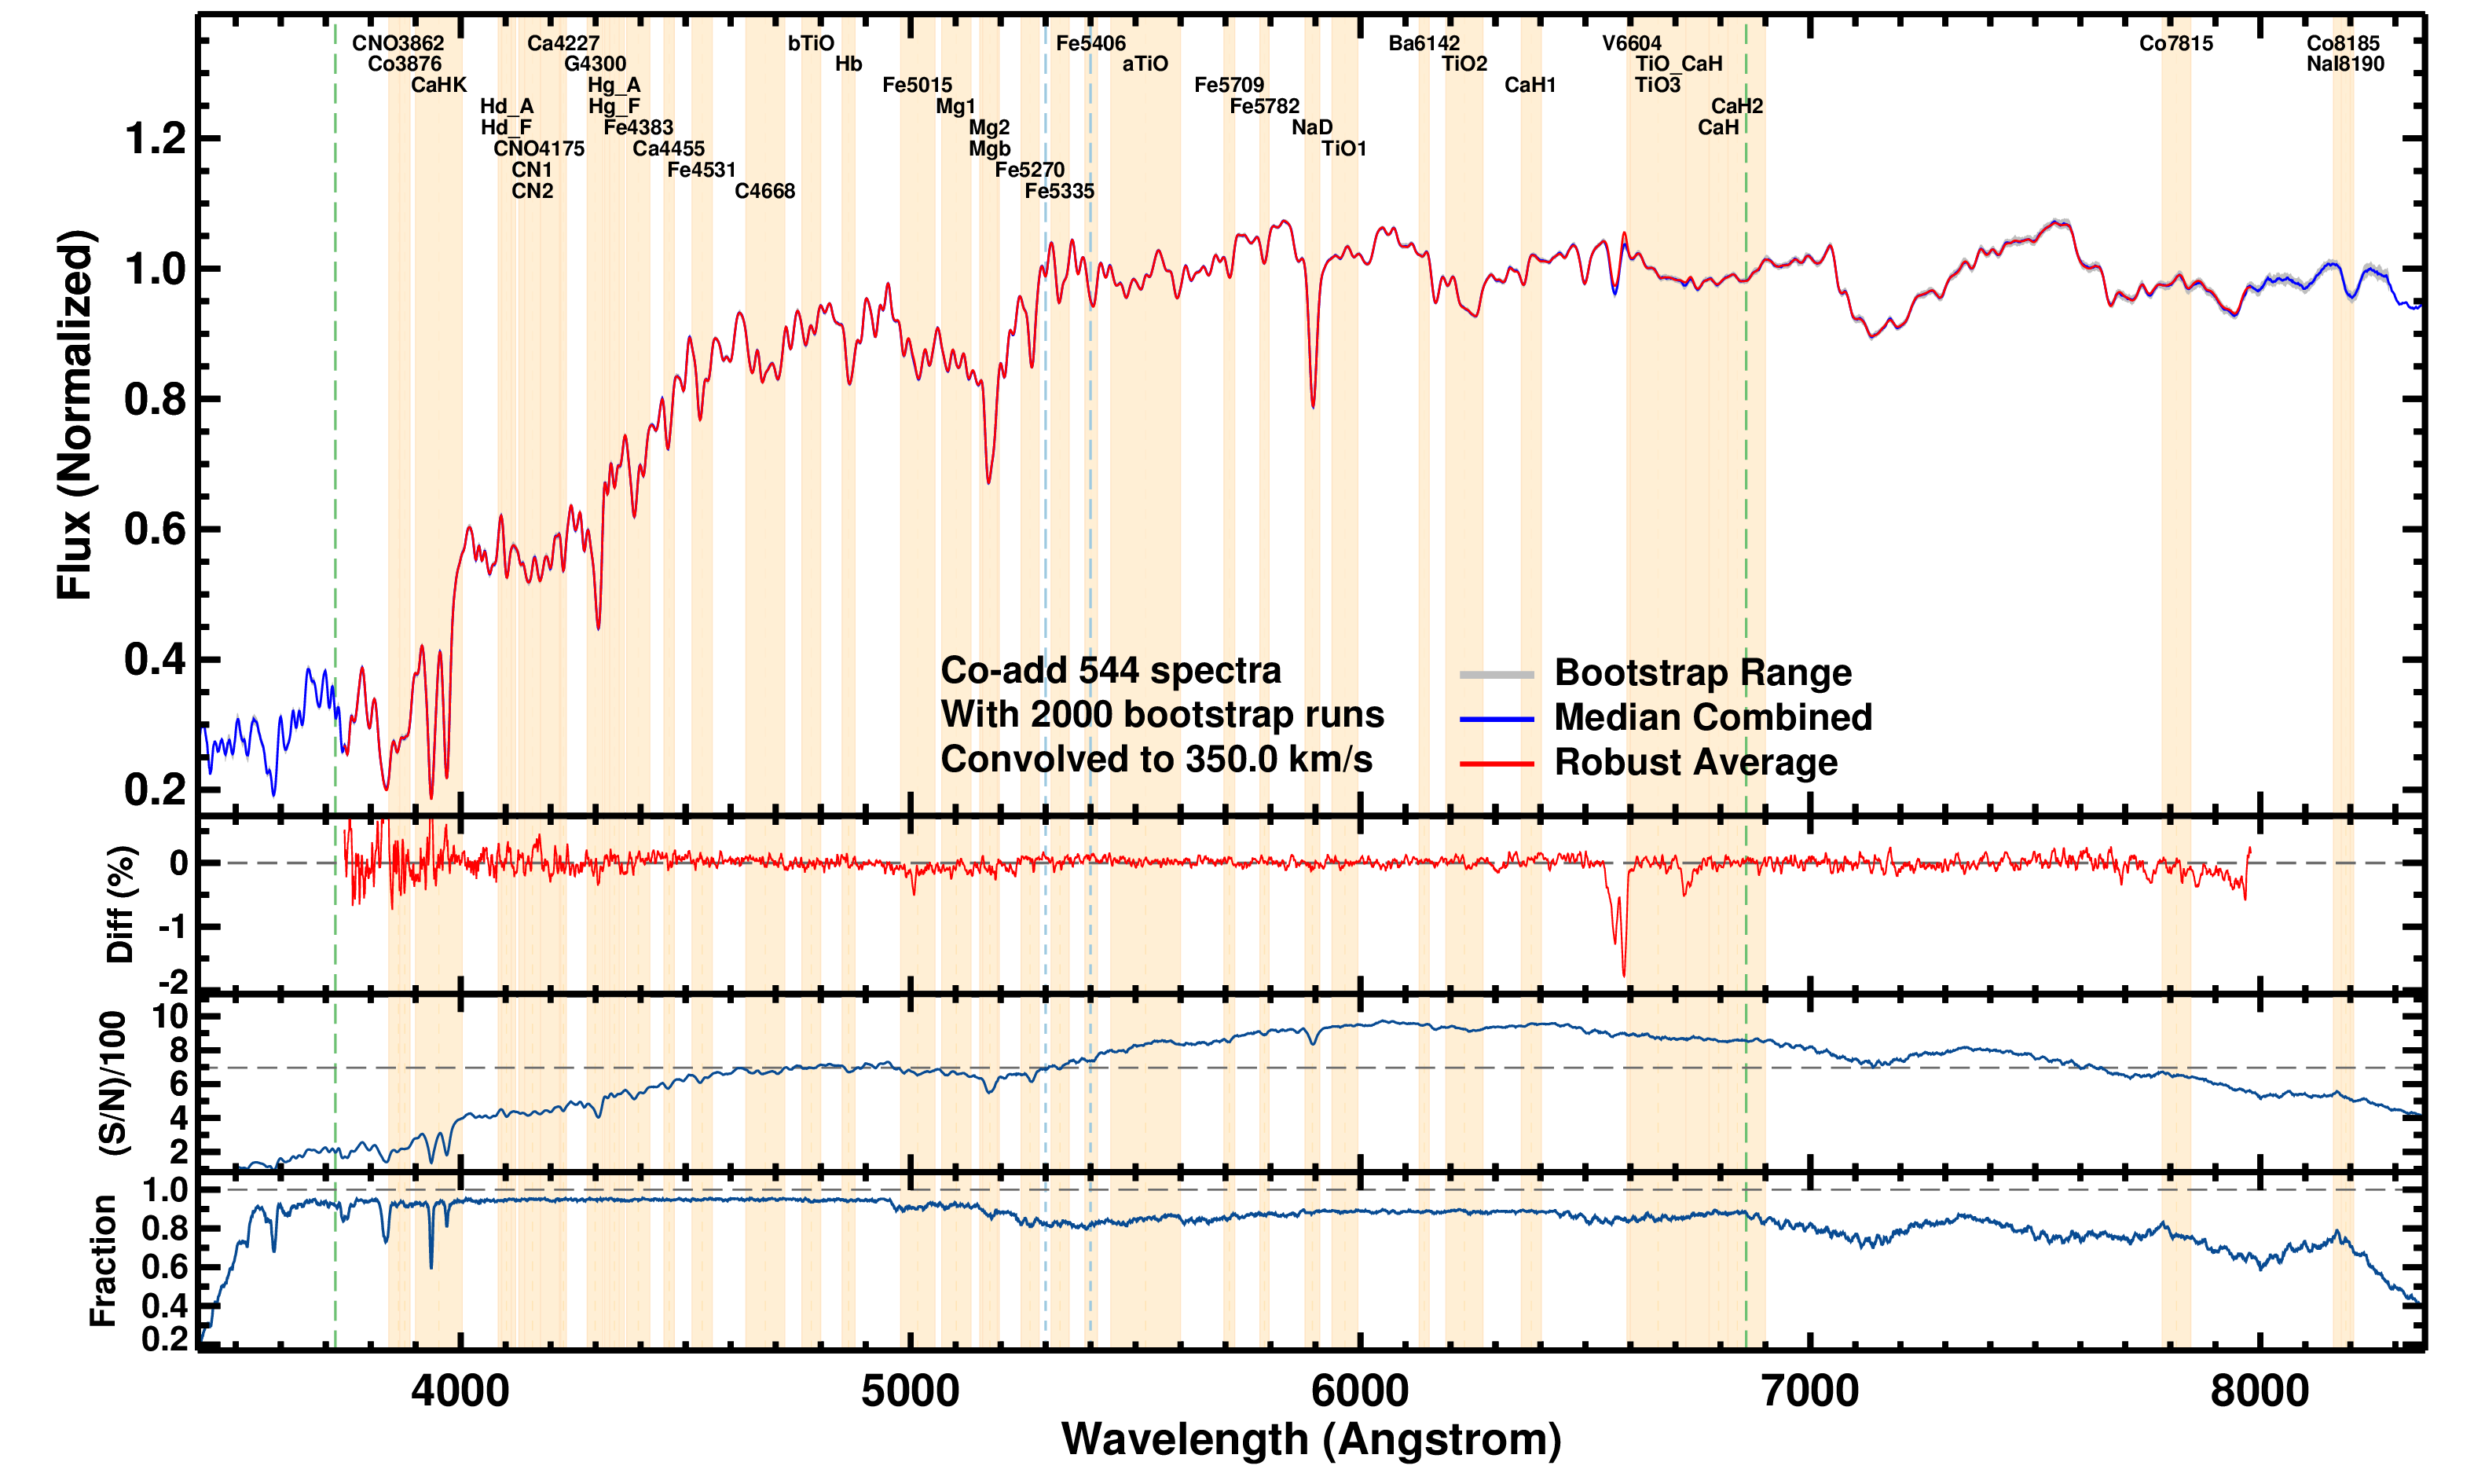 CNO3862 Ca4227 bTiO Fe5406 Ba6142 V6604 Co7815 Co8185
Co3876 G4300 Hb aTiO TiO2 TiO_CaH NaI8190
CaHK Hg_A Fe5015 Fe5709 CaH1 TiO3
Hd_A Hg_F Mg1 Fe5782 CaH2
Hd_F Fe4383 Mg2 NaD CaH
CNO4175 Ca4455 Mgb TiO1
CN1 Fe4531 Fe5270
CN2 C4668 Fe5335
Flux (Normalized)
1.2
1.0
0.8
0.6
0.4
0.2
Co-add 544 spectra
With 2000 bootstrap runs
Convolved to 350.0 km/s
Bootstrap Range
Median Combined
Robust Average
Diff (%)
0
-1
-2
(S/N)/100
10
8
6
4
2
Fraction
1.0
0.8
0.6
0.4
0.2
4000 5000 6000 7000 8000
Wavelength (Angstrom)